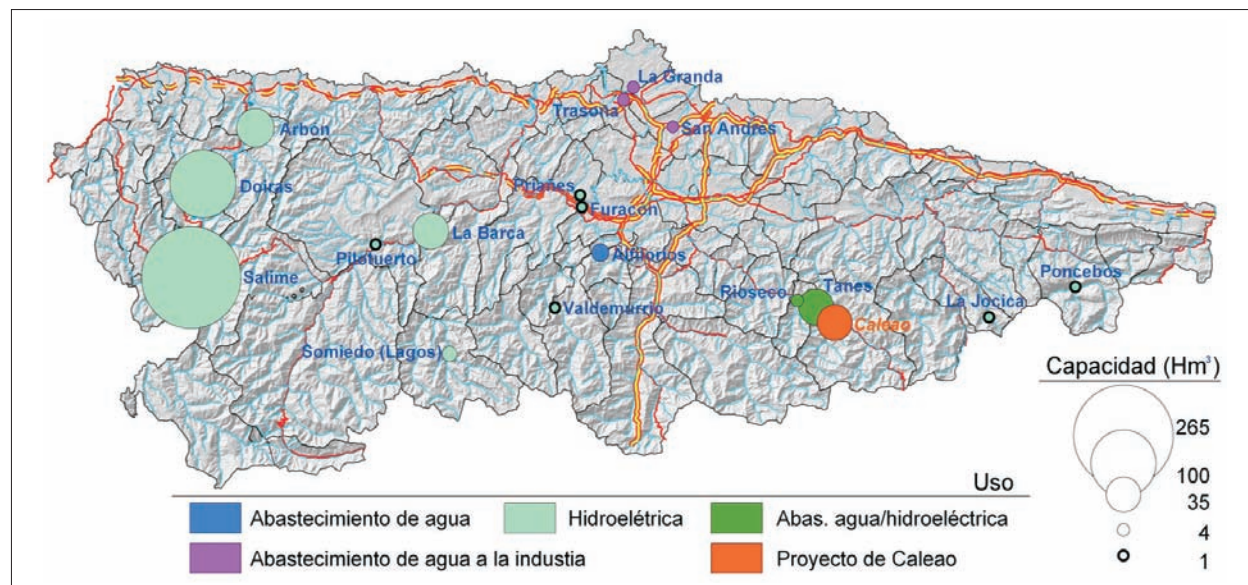 La Granda
Trasona
San Andrés
Arbón
Doiras
Priañes
Furacón
La Barca
Pilotuerto
Alfilorios
Salime
Rioseco
Tanes
Poncebos
La Jocica
Valdemurrio
Caleao
Somiedo (Lagos)
Capacidad (Hm³)
265
100
35
4
1
Uso
Abastecimiento de agua
Hidroelétrica
Abas. agua/hidroeléctrica
Abastecimiento de agua a la industia
Proyecto de Caleao